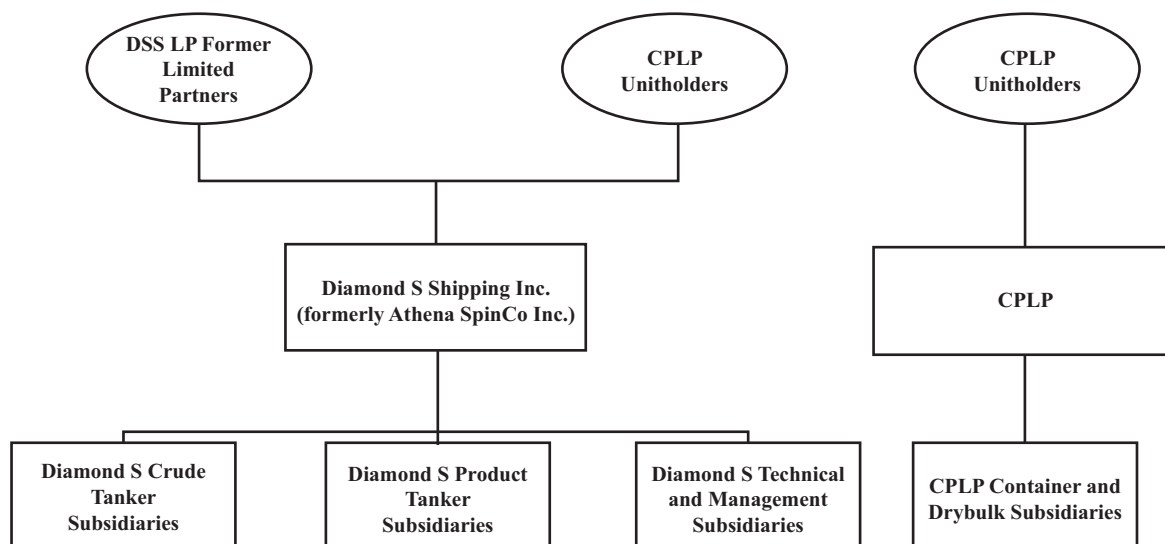 DSS LP Former
Limited
Partners
CPLP
Unitholders
CPLP
Unitholders
Diamond S Shipping Inc.
(formerly Athena SpinCo Inc.)
CPLP
Diamond S Crude
Tanker
Subsidiaries
Diamond S Product
Tanker
Subsidiaries
Diamond S Technical
and Management
Subsidiaries
CPLP Container and
Drybulk Subsidiaries